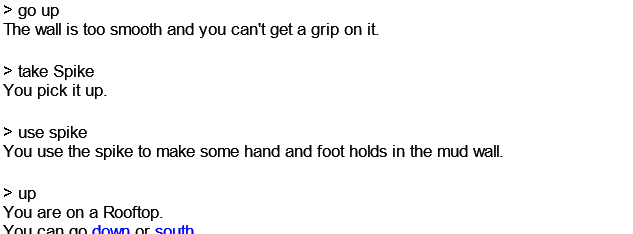 > go up
The wall is too smooth and you can't get a grip on it.
> take Spike
You pick it up.
> use spike
You use the spike to make some hand and foot holds in the mud wall.
> up
You are on a Rooftop.
You can go down or south